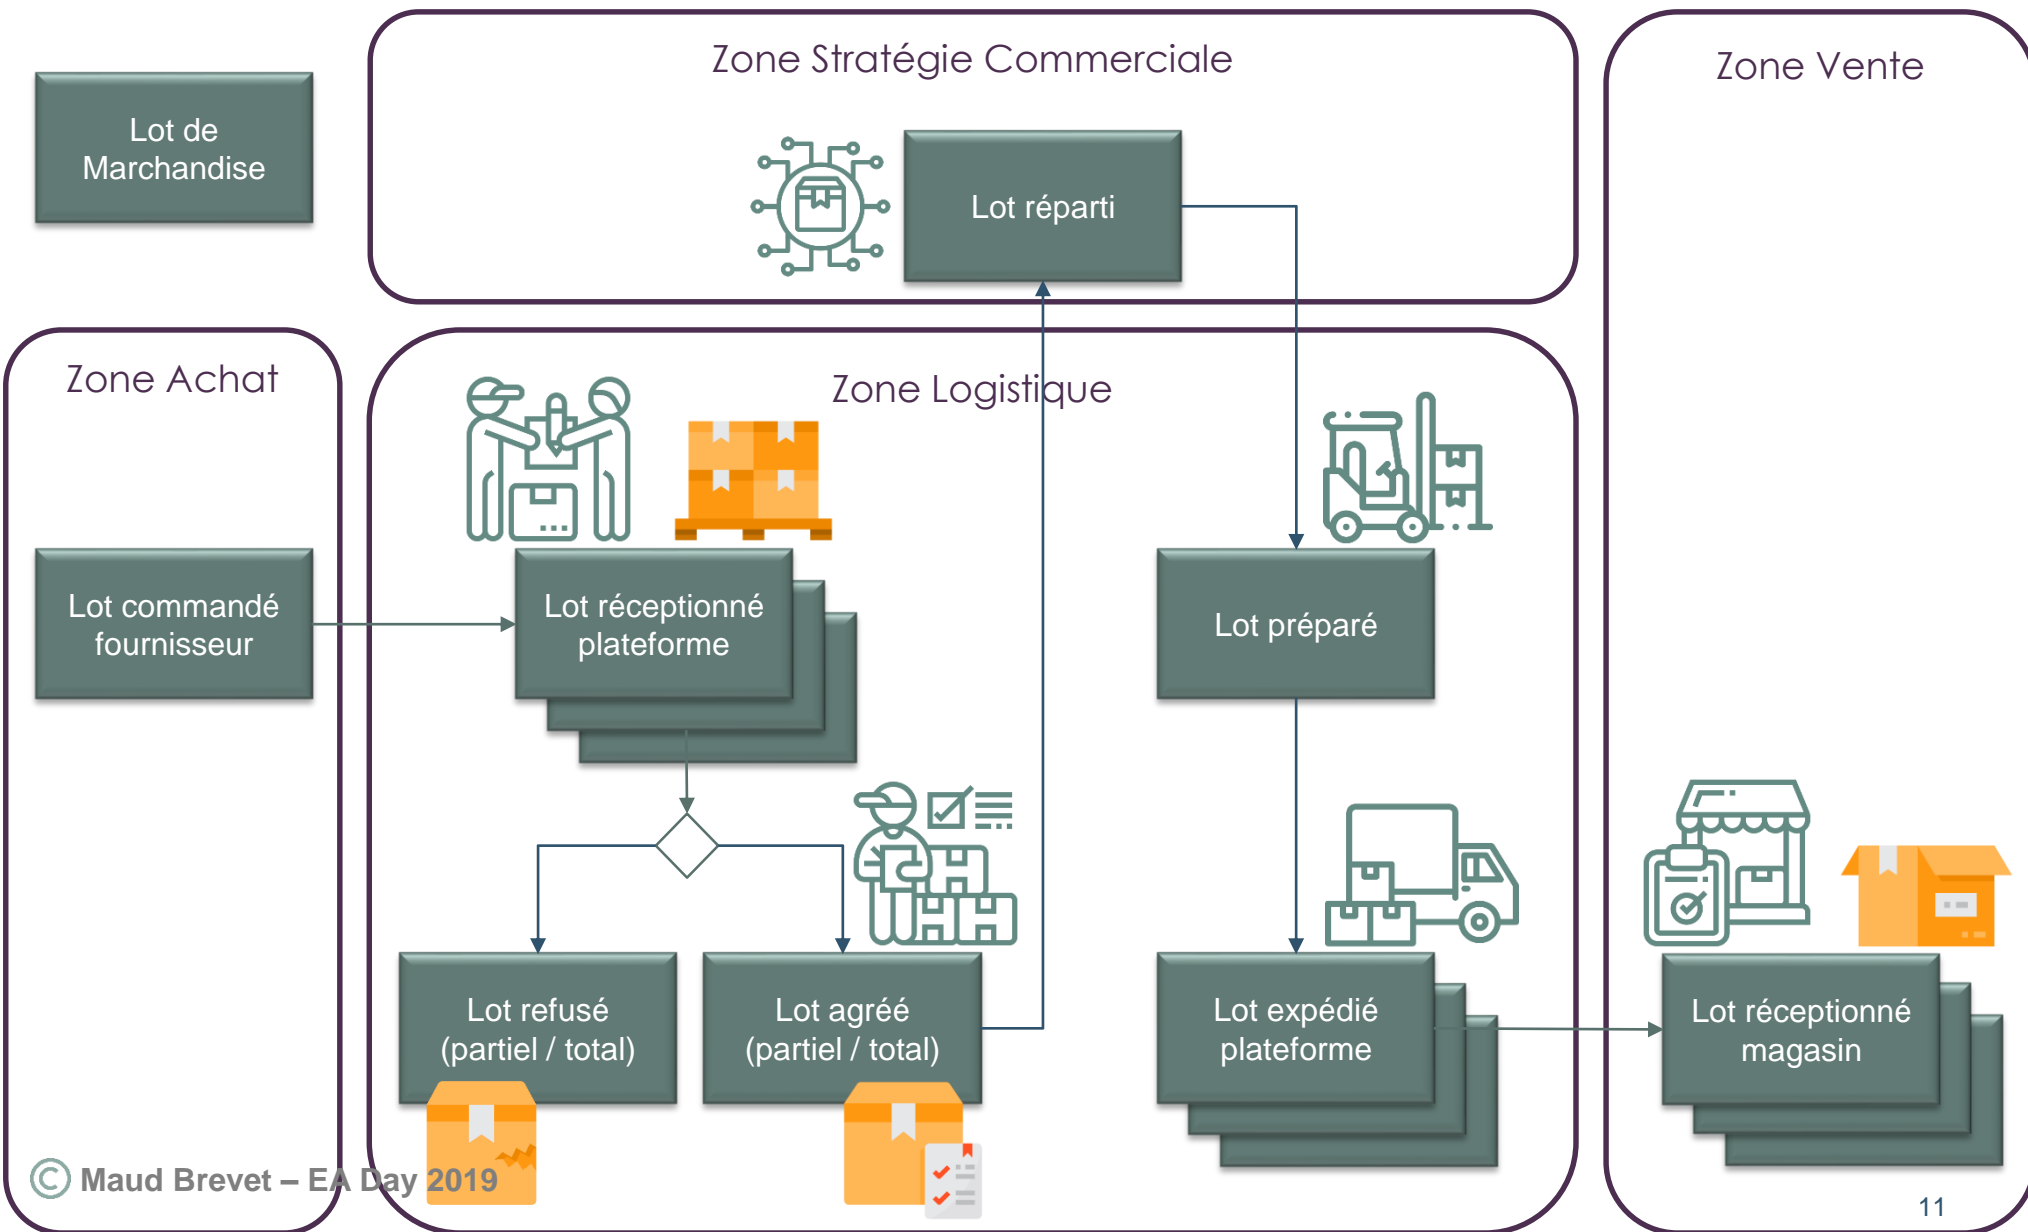 Zone Stratégie Commerciale
Zone Vente
Lot de
Marchandise
Lot réparti
Zone Achat
Zone Logistique
Lot commandé
fournisseur
Lot réceptionné
plateforme
Lot préparé
Lot refusé
(partiel / total)
Lot agréé
(partiel / total)
Lot expédié
plateforme
Lot réceptionné
magasin
© Maud Brevet – EA Day 2019
11